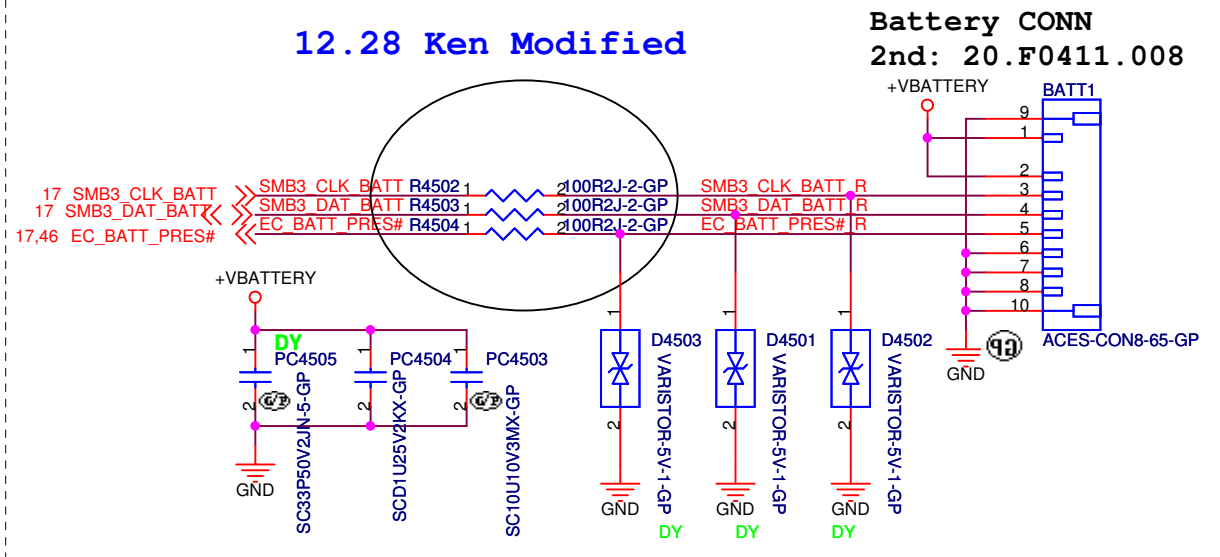 12.28 Ken Modified
Battery CONN
2nd: 20.F0411.008
+VBATTERY
BATT1
9
1
2
3
4
5
6
7
8
10
ACES-CON8-65-GP
GND
17 SMB3_CLK_BATT
SMB3_CLK_BATT R4502 1
2 100R2J-2-GP
SMB3_CLK_BATT_R
17 SMB3_DAT_BATT
SMB3_DAT_BATT R4503 1
2 100R2J-2-GP
SMB3_DAT_BATT_R
17,46 EC_BATT_PRES#
EC_BATT_PRES# R4504 1
2 100R2J-2-GP
EC_BATT_PRES#_R
+VBATTERY
DY
1
PC4505
2
SC33P50V2JN-5-GP
1
PC4504
2
SCD1U25V2KX-GP
1
PC4503
2
SC10U10V3MX-GP
GND
1
D4503
2
VARISTOR-5V-1-GP
GND
DY
1
D4501
2
VARISTOR-5V-1-GP
GND
DY
1
D4502
2
VARISTOR-5V-1-GP
GND
DY